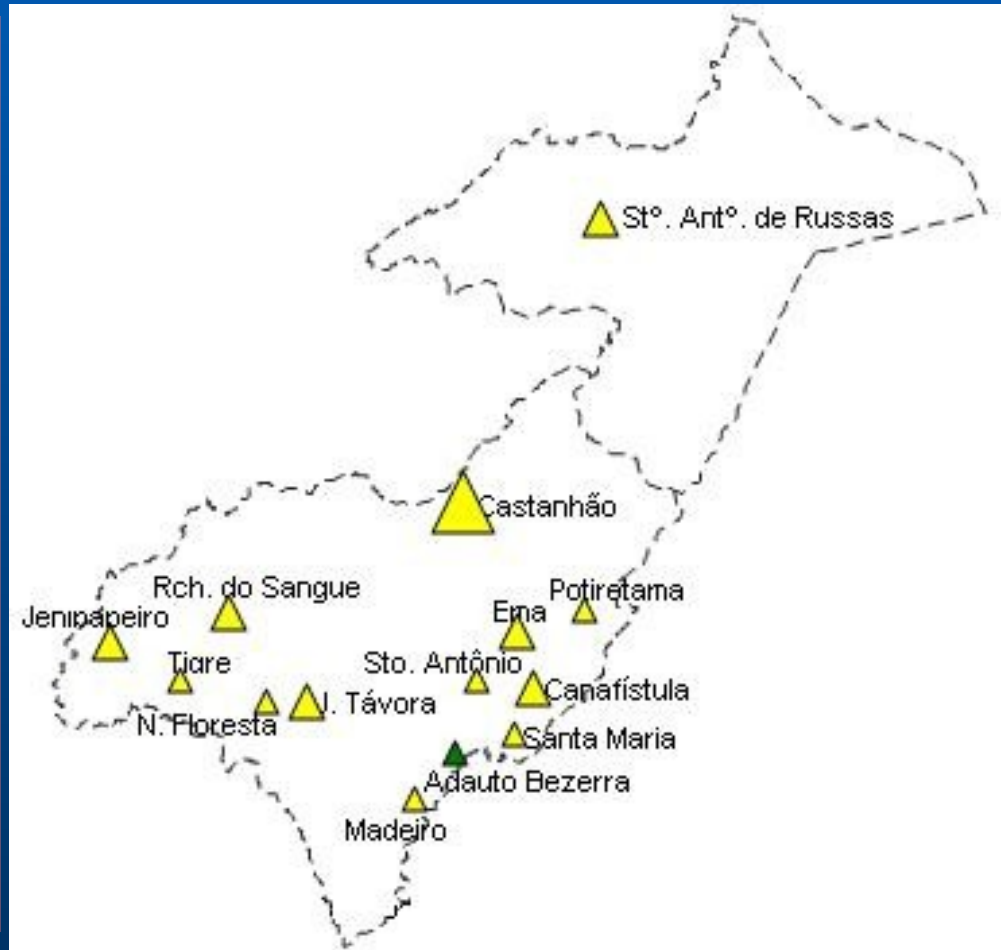 Stº. Antº. de Russas
Castanhão
Rch. do Sangue
Potiretama
Jenipapeiro
Ema
Tigre
Sto. Antônio
Canafístula
J. Távora
N. Floresta
Santa Maria
Adauto Bezerra
Madeiro